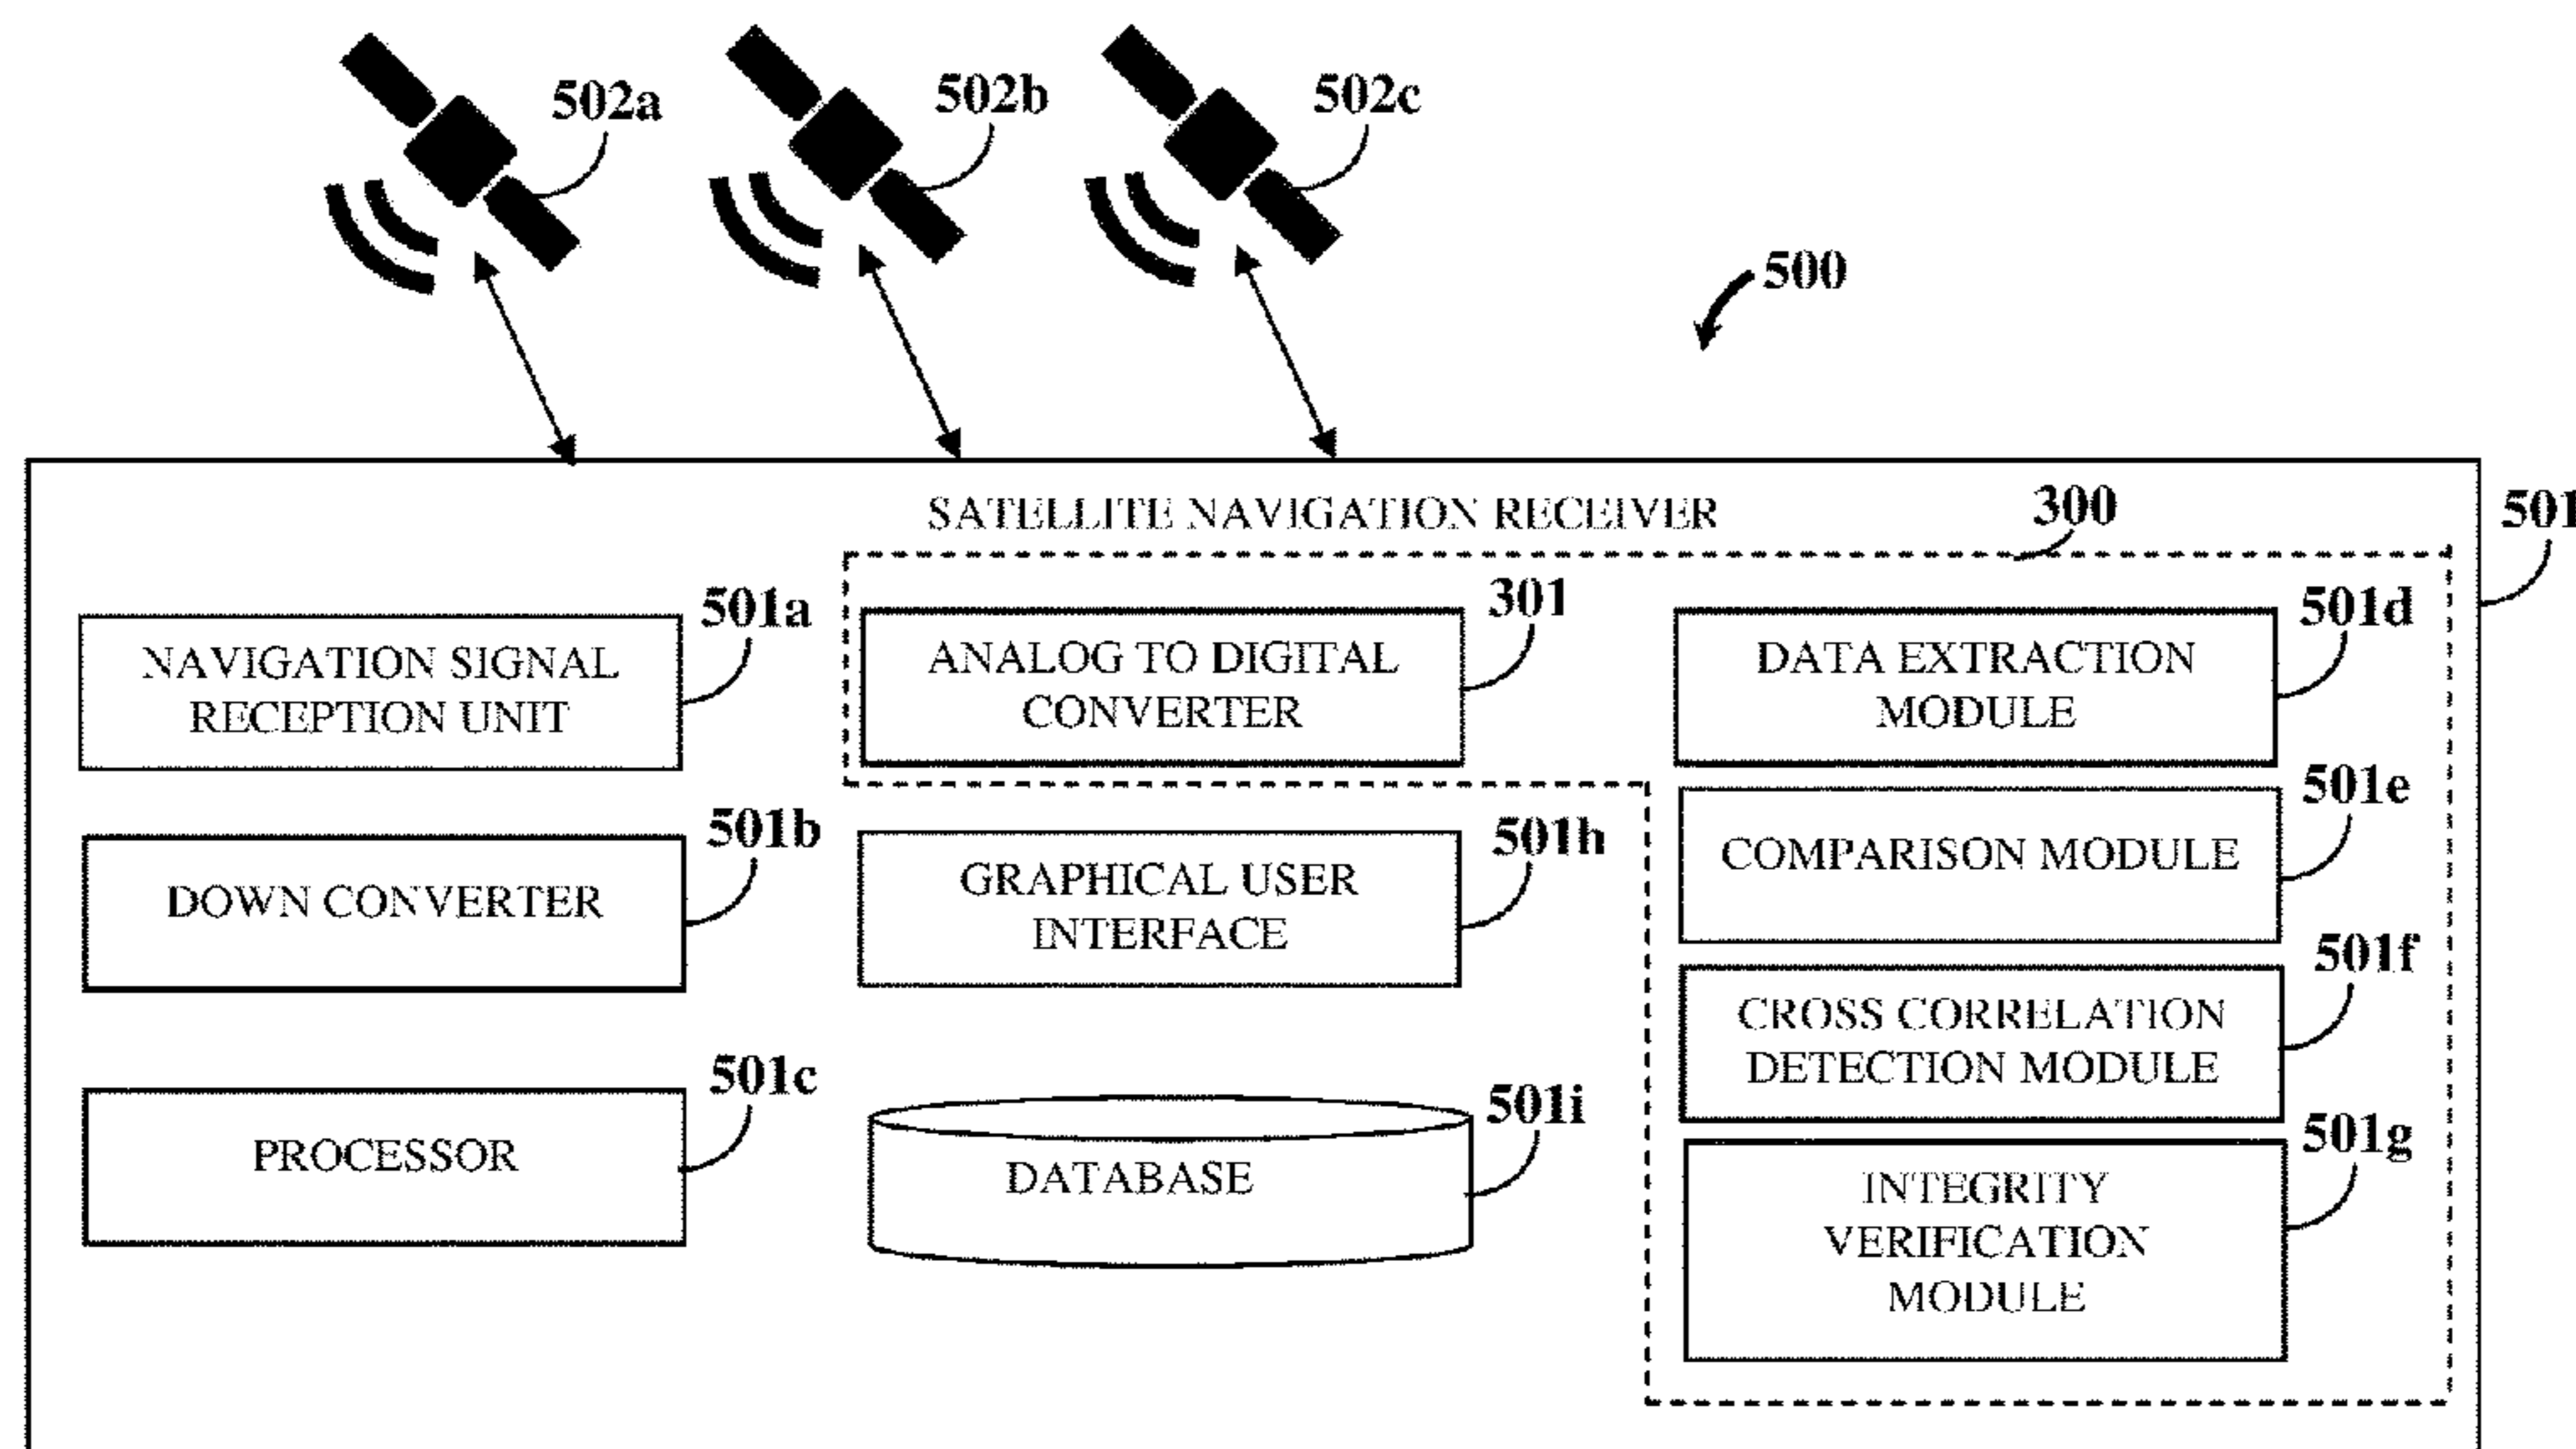 502a
502b
502c
500
SATELLITE NAVIGATION RECEIVER
300
501
501a
NAVIGATION SIGNAL
RECEPTION UNIT
301
ANALOG TO DIGITAL
CONVERTER
501d
DATA EXTRACTION
MODULE
501b
DOWN CONVERTER
501h
GRAPHICAL USER
INTERFACE
501e
COMPARISON MODULE
501f
CROSS CORRELATION
DETECTION MODULE
501c
PROCESSOR
501i
DATABASE
501g
INTEGRITY
VERIFICATION
MODULE